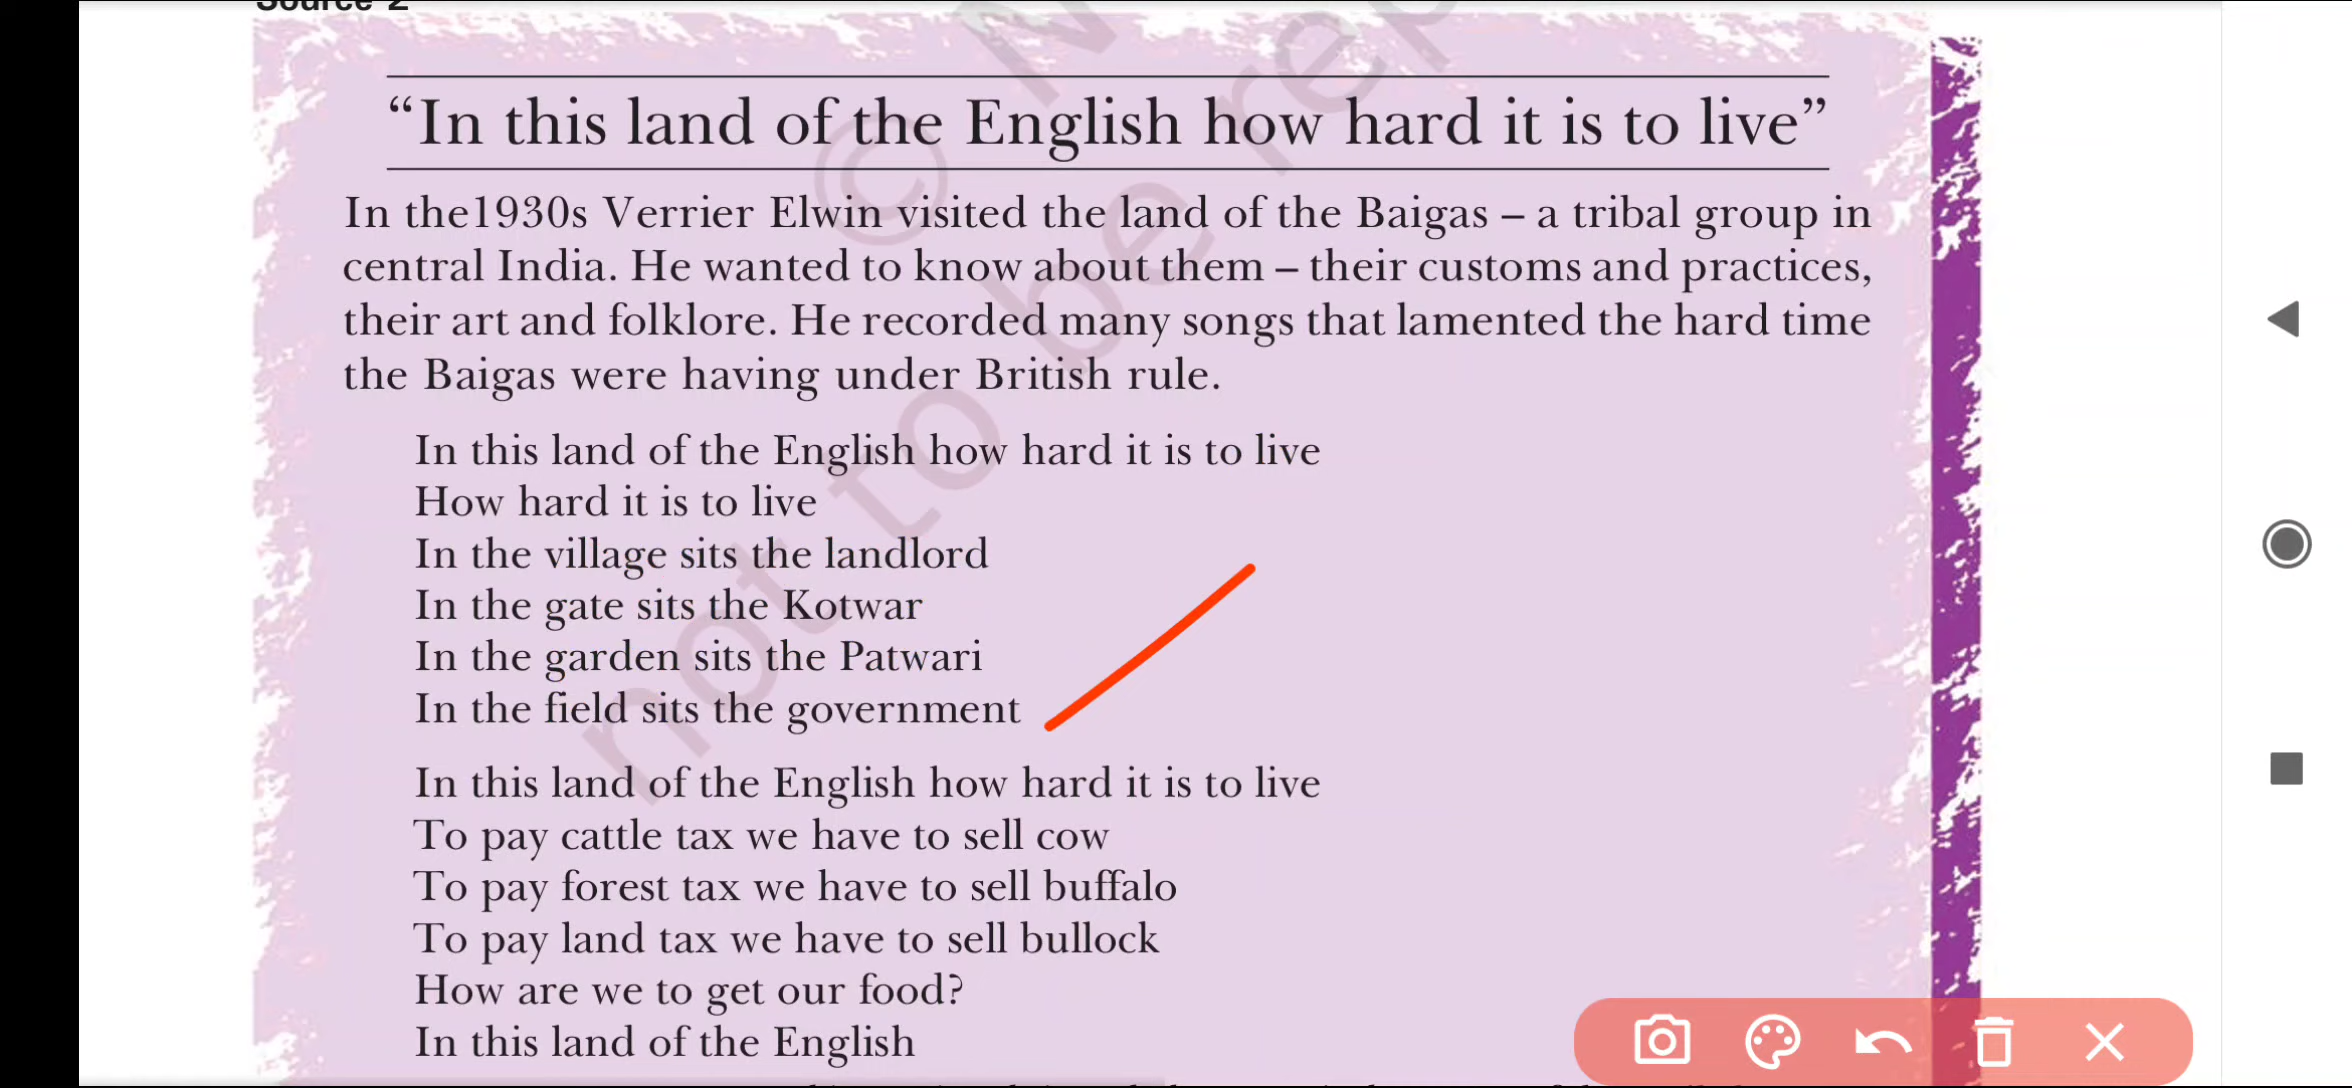 Source 2
“In this land of the English how hard it is to live”
In the1930s Verrier Elwin visited the land of the Baigas – a tribal group in
central India. He wanted to know about them – their customs and practices,
their art and folklore. He recorded many songs that lamented the hard time
the Baigas were having under British rule.
In this land of the English how hard it is to live
How hard it is to live
In the village sits the landlord
In the gate sits the Kotwar
In the garden sits the Patwari
In the field sits the government
In this land of the English how hard it is to live
To pay cattle tax we have to sell cow
To pay forest tax we have to sell buffalo
To pay land tax we have to sell bullock
How are we to get our food?
In this land of the English
© N
not to be rep